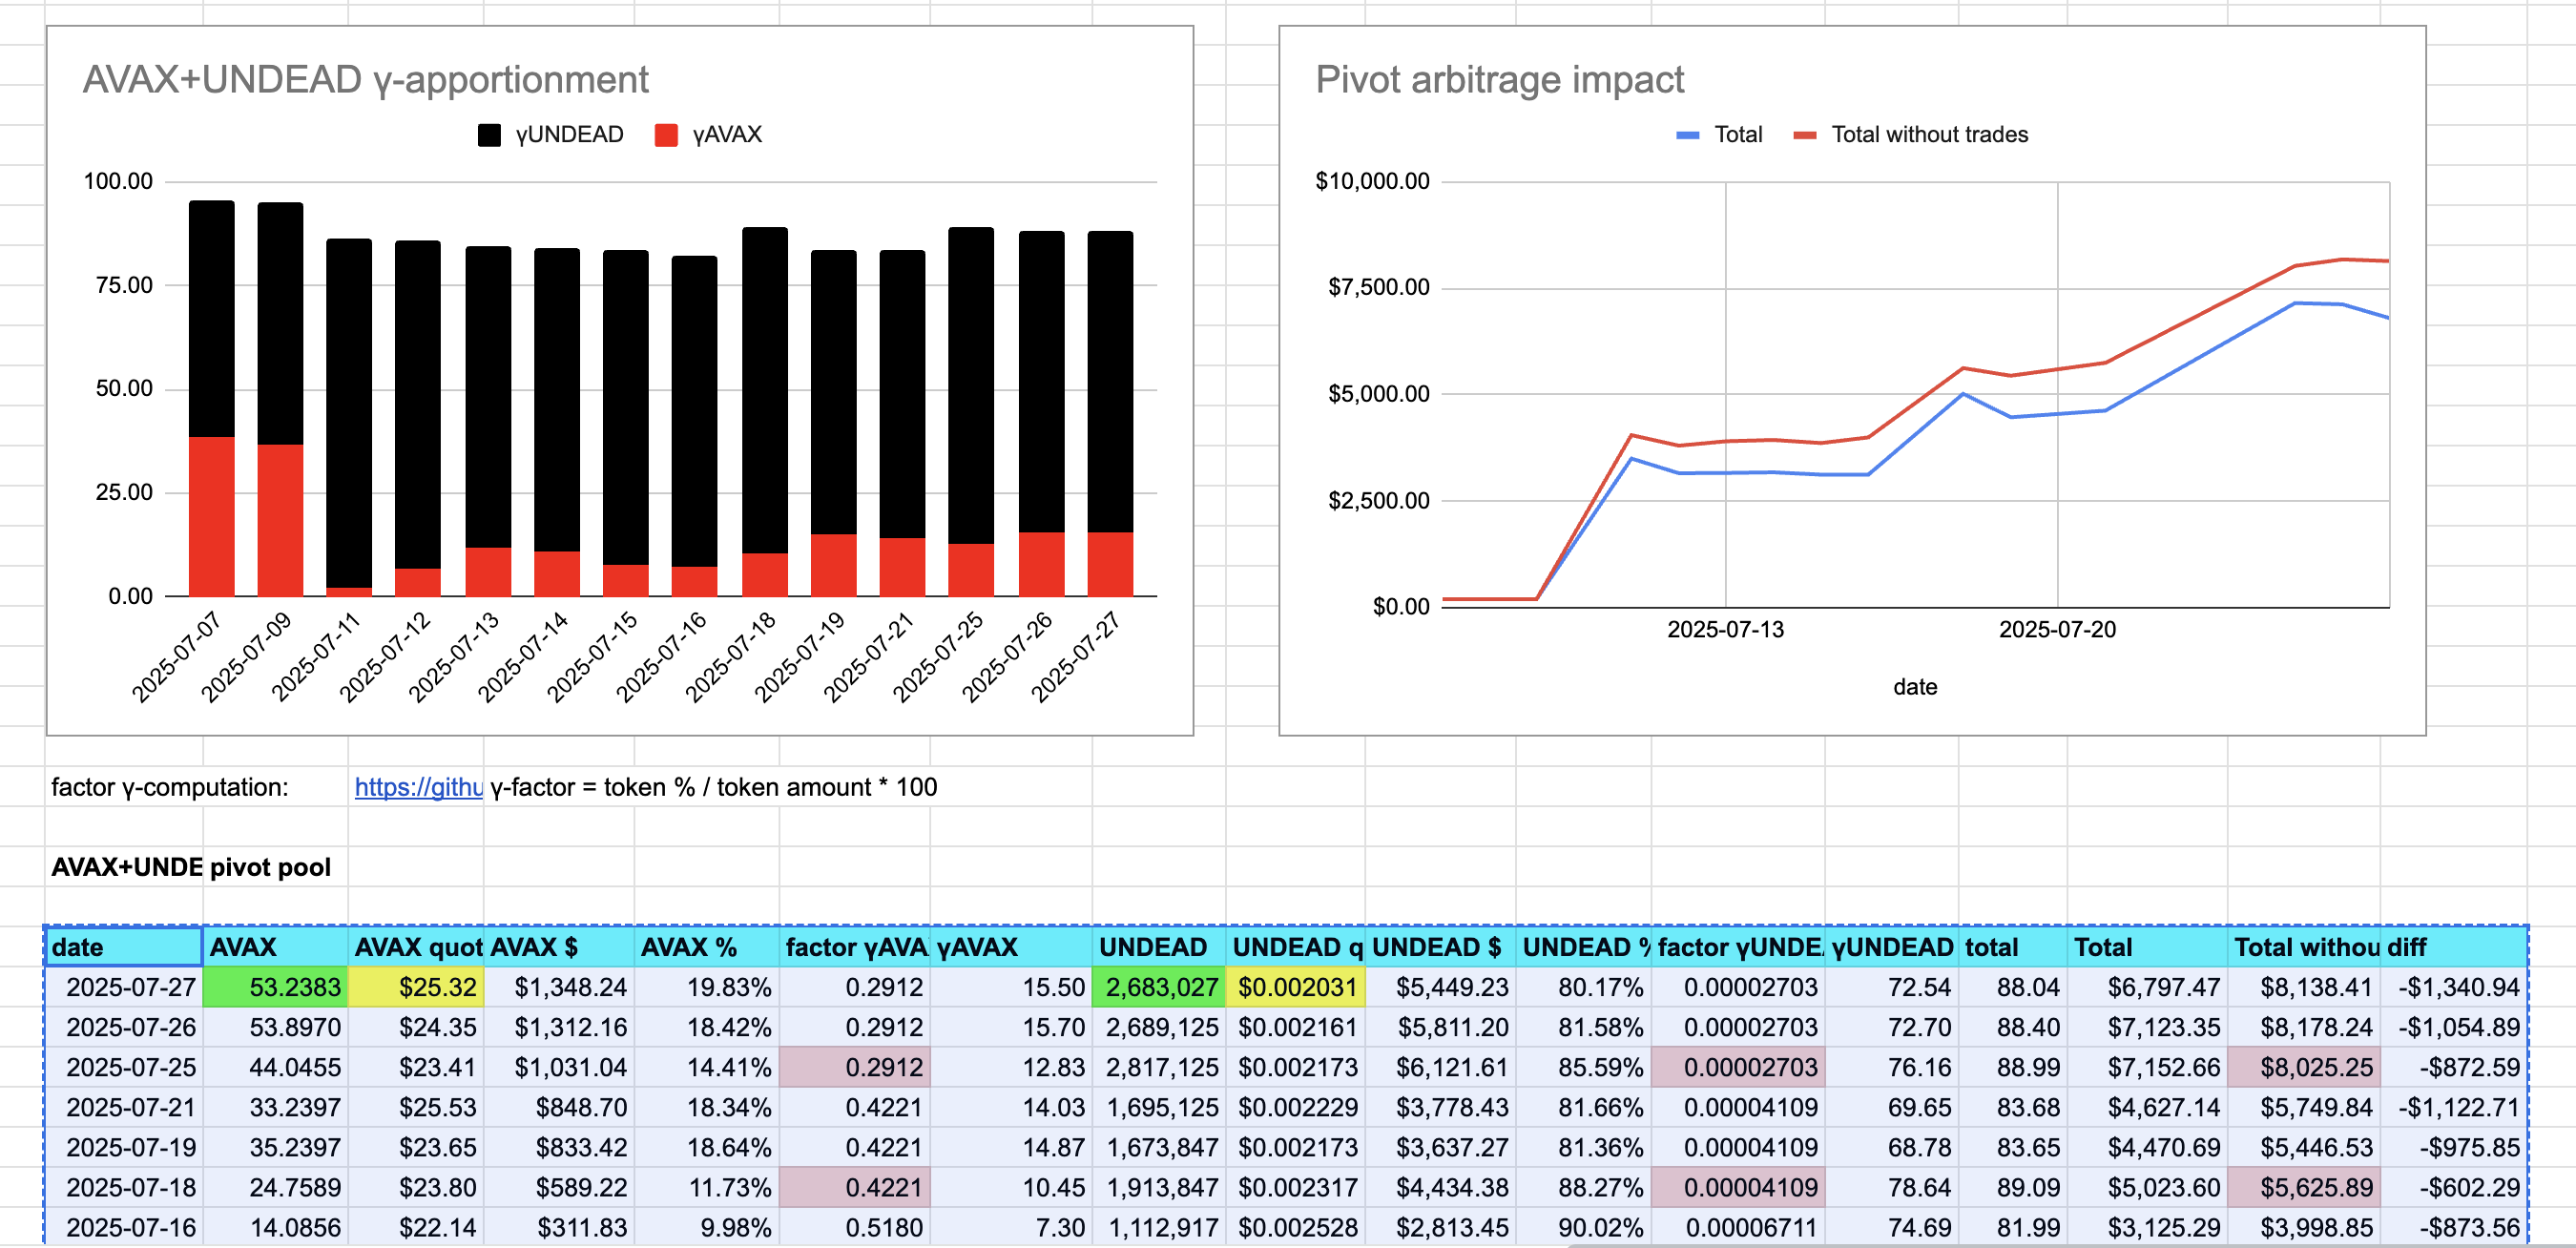 AVAX+UNDEAD γ-apportionment
γUNDEAD γAVAX
100.00
75.00
50.00
25.00
0.00
2025-07-07 2025-07-09 2025-07-11 2025-07-12 2025-07-13 2025-07-14 2025-07-15 2025-07-16 2025-07-18 2025-07-19 2025-07-21 2025-07-25 2025-07-26 2025-07-27
Pivot arbitrage impact
Total Total without trades
$10,000.00
$7,500.00
$5,000.00
$2,500.00
$0.00
2025-07-13 2025-07-20
date
factor γ-computation: https://githu γ-factor = token % / token amount * 100
AVAX+UNDE pivot pool
date AVAX AVAX quot AVAX $ AVAX % factor γAVA γAVAX UNDEAD UNDEAD q UNDEAD $ UNDEAD % factor γUNDE γUNDEAD total Total Total withou diff
2025-07-27 53.2383 $25.32 $1,348.24 19.83% 0.2912 15.50 2,683,027 $0.002031 $5,449.23 80.17% 0.00002703 72.54 88.04 $6,797.47 $8,138.41 -$1,340.94
2025-07-26 53.8970 $24.35 $1,312.16 18.42% 0.2912 15.70 2,689,125 $0.002161 $5,811.20 81.58% 0.00002703 72.70 88.40 $7,123.35 $8,178.24 -$1,054.89
2025-07-25 44.0455 $23.41 $1,031.04 14.41% 0.2912 12.83 2,817,125 $0.002173 $6,121.61 85.59% 0.00002703 76.16 88.99 $7,152.66 $8,025.25 -$872.59
2025-07-21 33.2397 $25.53 $848.70 18.34% 0.4221 14.03 1,695,125 $0.002229 $3,778.43 81.66% 0.00004109 69.65 83.68 $4,627.14 $5,749.84 -$1,122.71
2025-07-19 35.2397 $23.65 $833.42 18.64% 0.4221 14.87 1,673,847 $0.002173 $3,637.27 81.36% 0.00004109 68.78 83.65 $4,470.69 $5,446.53 -$975.85
2025-07-18 24.7589 $23.80 $589.22 11.73% 0.4221 10.45 1,913,847 $0.002317 $4,434.38 88.27% 0.00004109 78.64 89.09 $5,023.60 $5,625.89 -$602.29
2025-07-16 14.0856 $22.14 $311.83 9.98% 0.5180 7.30 1,112,917 $0.002528 $2,813.45 90.02% 0.00006711 74.69 81.99 $3,125.29 $3,998.85 -$873.56